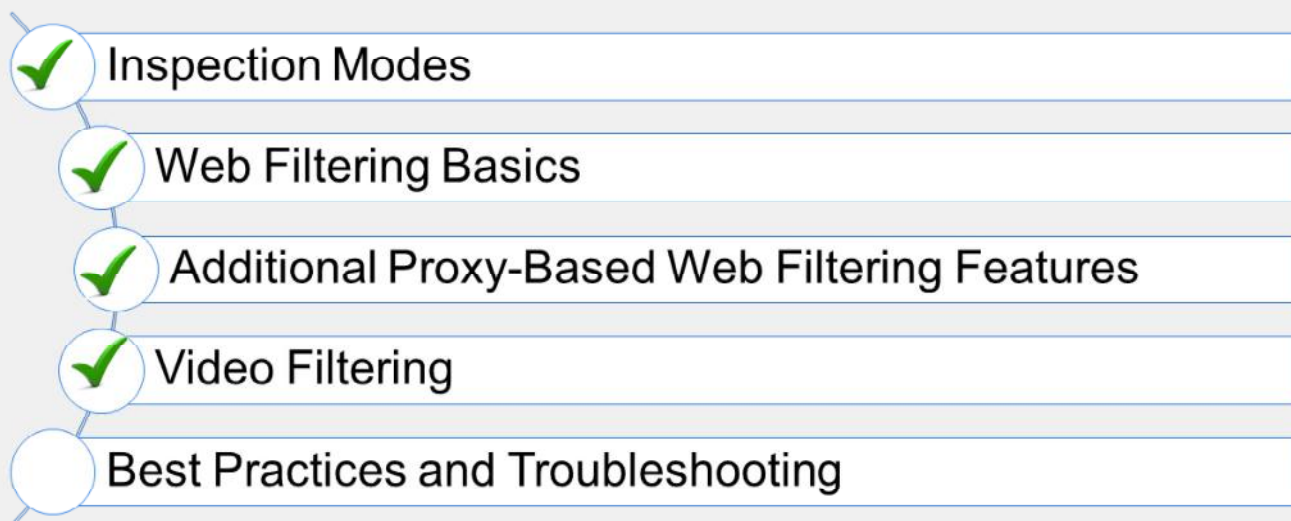 Inspection Modes
Web Filtering Basics
Additional Proxy-Based Web Filtering Features
Video Filtering
Best Practices and Troubleshooting